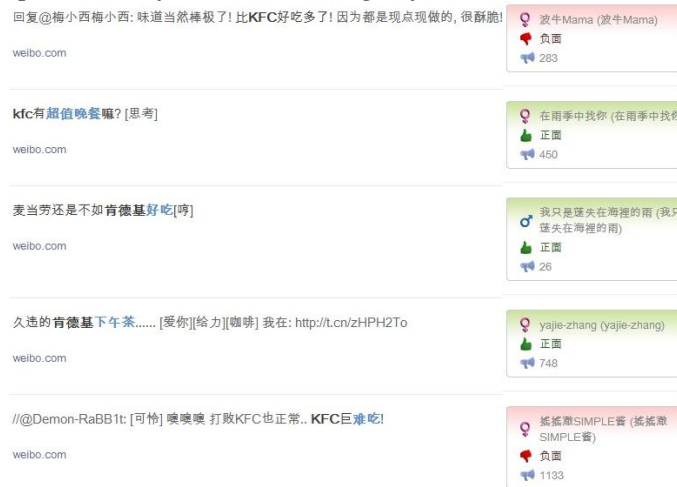 回复@梅小西梅小西: 味道当然棒极了! 比KFC好吃多了! 因为都是现点现做的, 很酥脆!
weibo.com
波牛Mama (波牛Mama)
负面
283
kfc有超值晚餐嘛? [思考]
weibo.com
在雨季中找你 (在雨季中找你
正面
450
麦当劳还是不如肯德基好吃[哼]
weibo.com
我只是蓮失在海裡的雨 (我只
蓮失在海裡的雨)
正面
26
久违的肯德基下午茶...... [爱你][给力][咖啡] 我在: http://t.cn/zHPH2To
weibo.com
yajie-zhang (yajie-zhang)
正面
748
//@Demon-RaBB1t: [可怜] 噢噢噢 打败KFC也正常.. KFC巨难吃!
weibo.com
搖搖漵SIMPLE酱 (搖搖漵
SIMPLE酱)
负面
1133